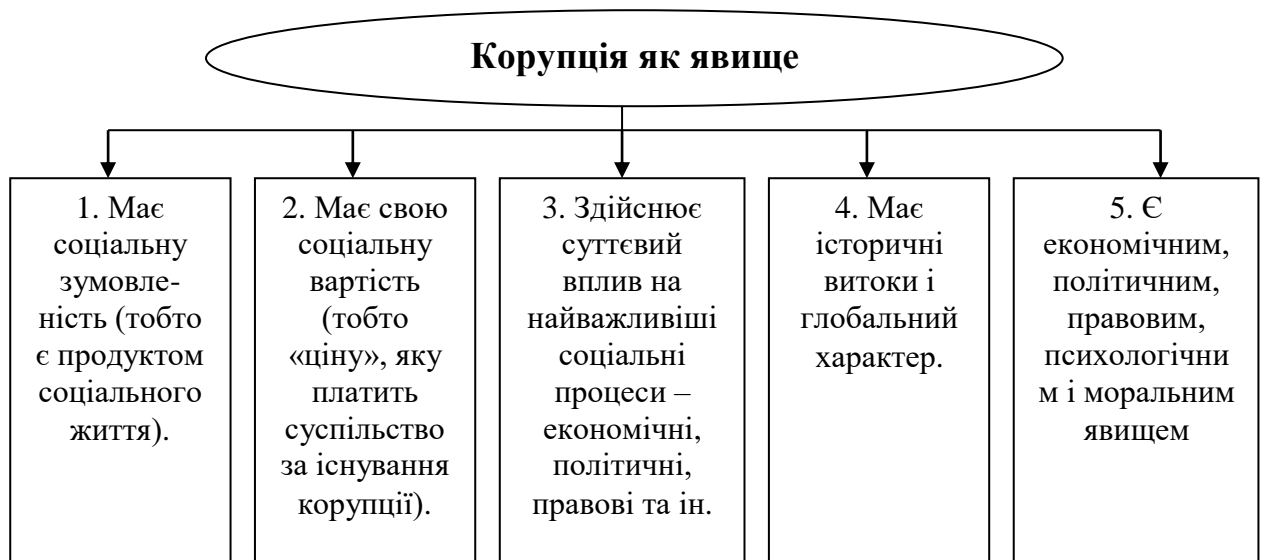 Корупція як явище
1. Має
соціальну
зумовле-
ність (тобто
є продуктом
соціального
життя).
2. Має свою
соціальну
вартість
(тобто
«ціну», яку
платить
суспільство
за існування
корупції).
3. Здійснює
суттєвий
вплив на
найважливіші
соціальні
процеси –
економічні,
політичні,
правові та ін.
4. Має
історичні
витоки і
глобальний
характер.
5. Є
економічним,
політичним,
правовим,
психологічни
м і моральним
явищем